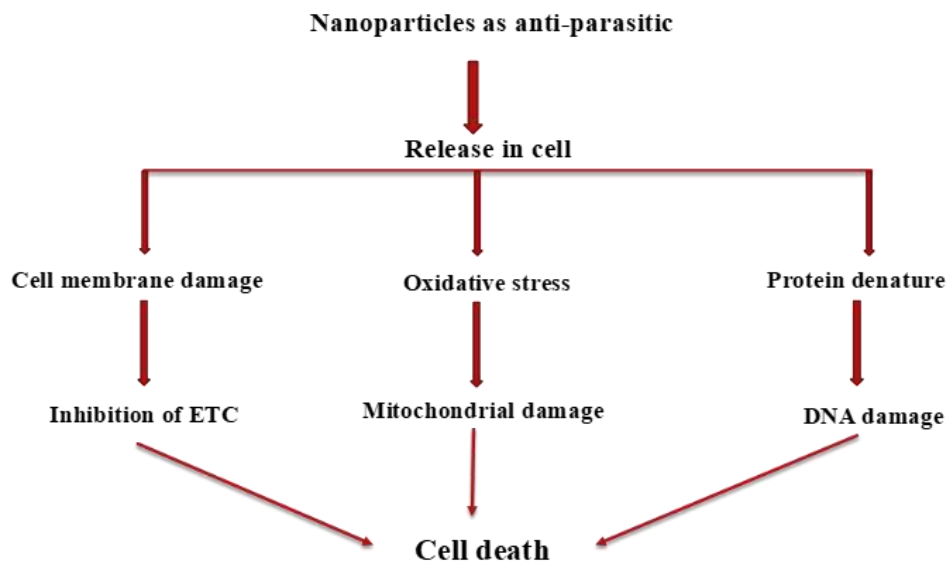 Nanoparticles as anti-parasitic
Release in cell
Cell membrane damage
Oxidative stress
Protein denature
Inhibition of ETC
Mitochondrial damage
DNA damage
Cell death